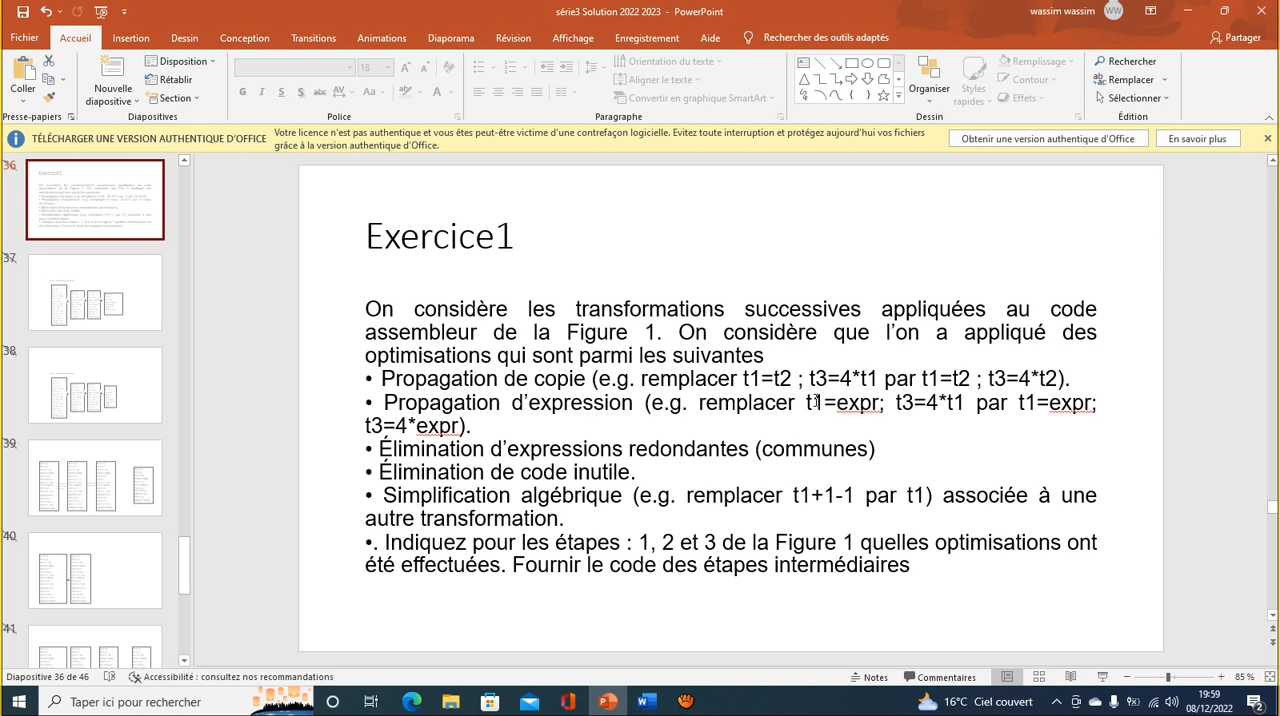 série3 Solution 2022 2023 - PowerPoint
wassim wassim
WW
Fichier Accueil Insertion Dessin Conception Transitions Animations Diaporama Révision Affichage Enregistrement Aide Rechercher des outils adaptés Partager
Coller
Presse-papiers
Nouvelle diapositive
Disposition
Rétablir
Section
Diapositives
18
G I S S abc AV Aa
Police
Orientation du texte
Aligner le texte
Convertir en graphique SmartArt
Paragraphe
Organiser
Styles rapides
Remplissage
Contour
Effets
Dessin
Rechercher
Remplacer
Sélectionner
Édition
TÉLÉCHARGER UNE VERSION AUTHENTIQUE D'OFFICE
Votre licence n'est pas authentique et vous êtes peut-être victime d'une contrefaçon logicielle. Evitez toute interruption et protégez aujourd'hui vos fichiers
grâce à la version authentique d'Office.
Obtenir une version authentique d'Office
En savoir plus
36
37
38
39
40
41
Exercice1
On considère les transformations successives appliquées au code
assembleur de la Figure 1. On considère que l'on a appliqué des
optimisations qui sont parmi les suivantes
• Propagation de copie (e.g. remplacer t1=t2 ; t3=4*t1 par t1=t2 ; t3=4*t2).
• Propagation d'expression (e.g. remplacer t1=expr; t3=4*t1 par t1=expr;
t3=4*expr).
• Élimination d'expressions redondantes (communes)
• Élimination de code inutile.
• Simplification algébrique (e.g. remplacer t1+1-1 par t1) associée à une
autre transformation.
•. Indiquez pour les étapes : 1, 2 et 3 de la Figure 1 quelles optimisations ont
été effectuées. Fournir le code des étapes intermédiaires
Diapositive 36 de 46
Accessibilité : consultez nos recommandations
Notes
Commentaires
85 %
Taper ici pour rechercher
16°C Ciel couvert
19:59
08/12/2022
2